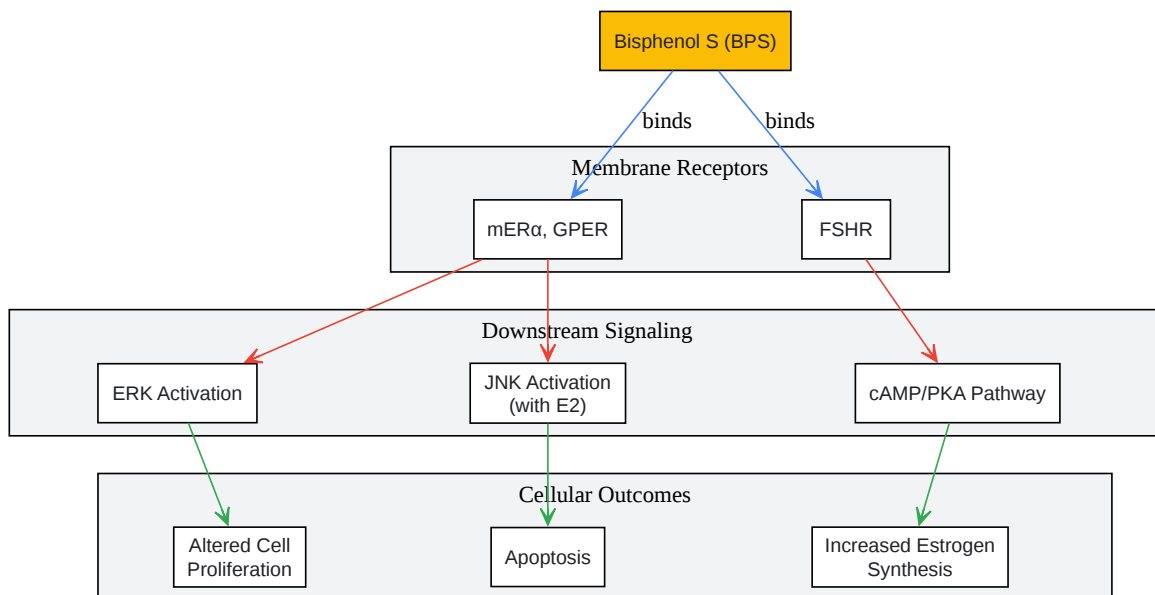 Bisphenol S (BPS)
binds
binds
Membrane Receptors
mERα, GPER
FSHR
Downstream Signaling
ERK Activation
JNK Activation
(with E2)
cAMP/PKA Pathway
Cellular Outcomes
Altered Cell
Proliferation
Apoptosis
Increased Estrogen
Synthesis